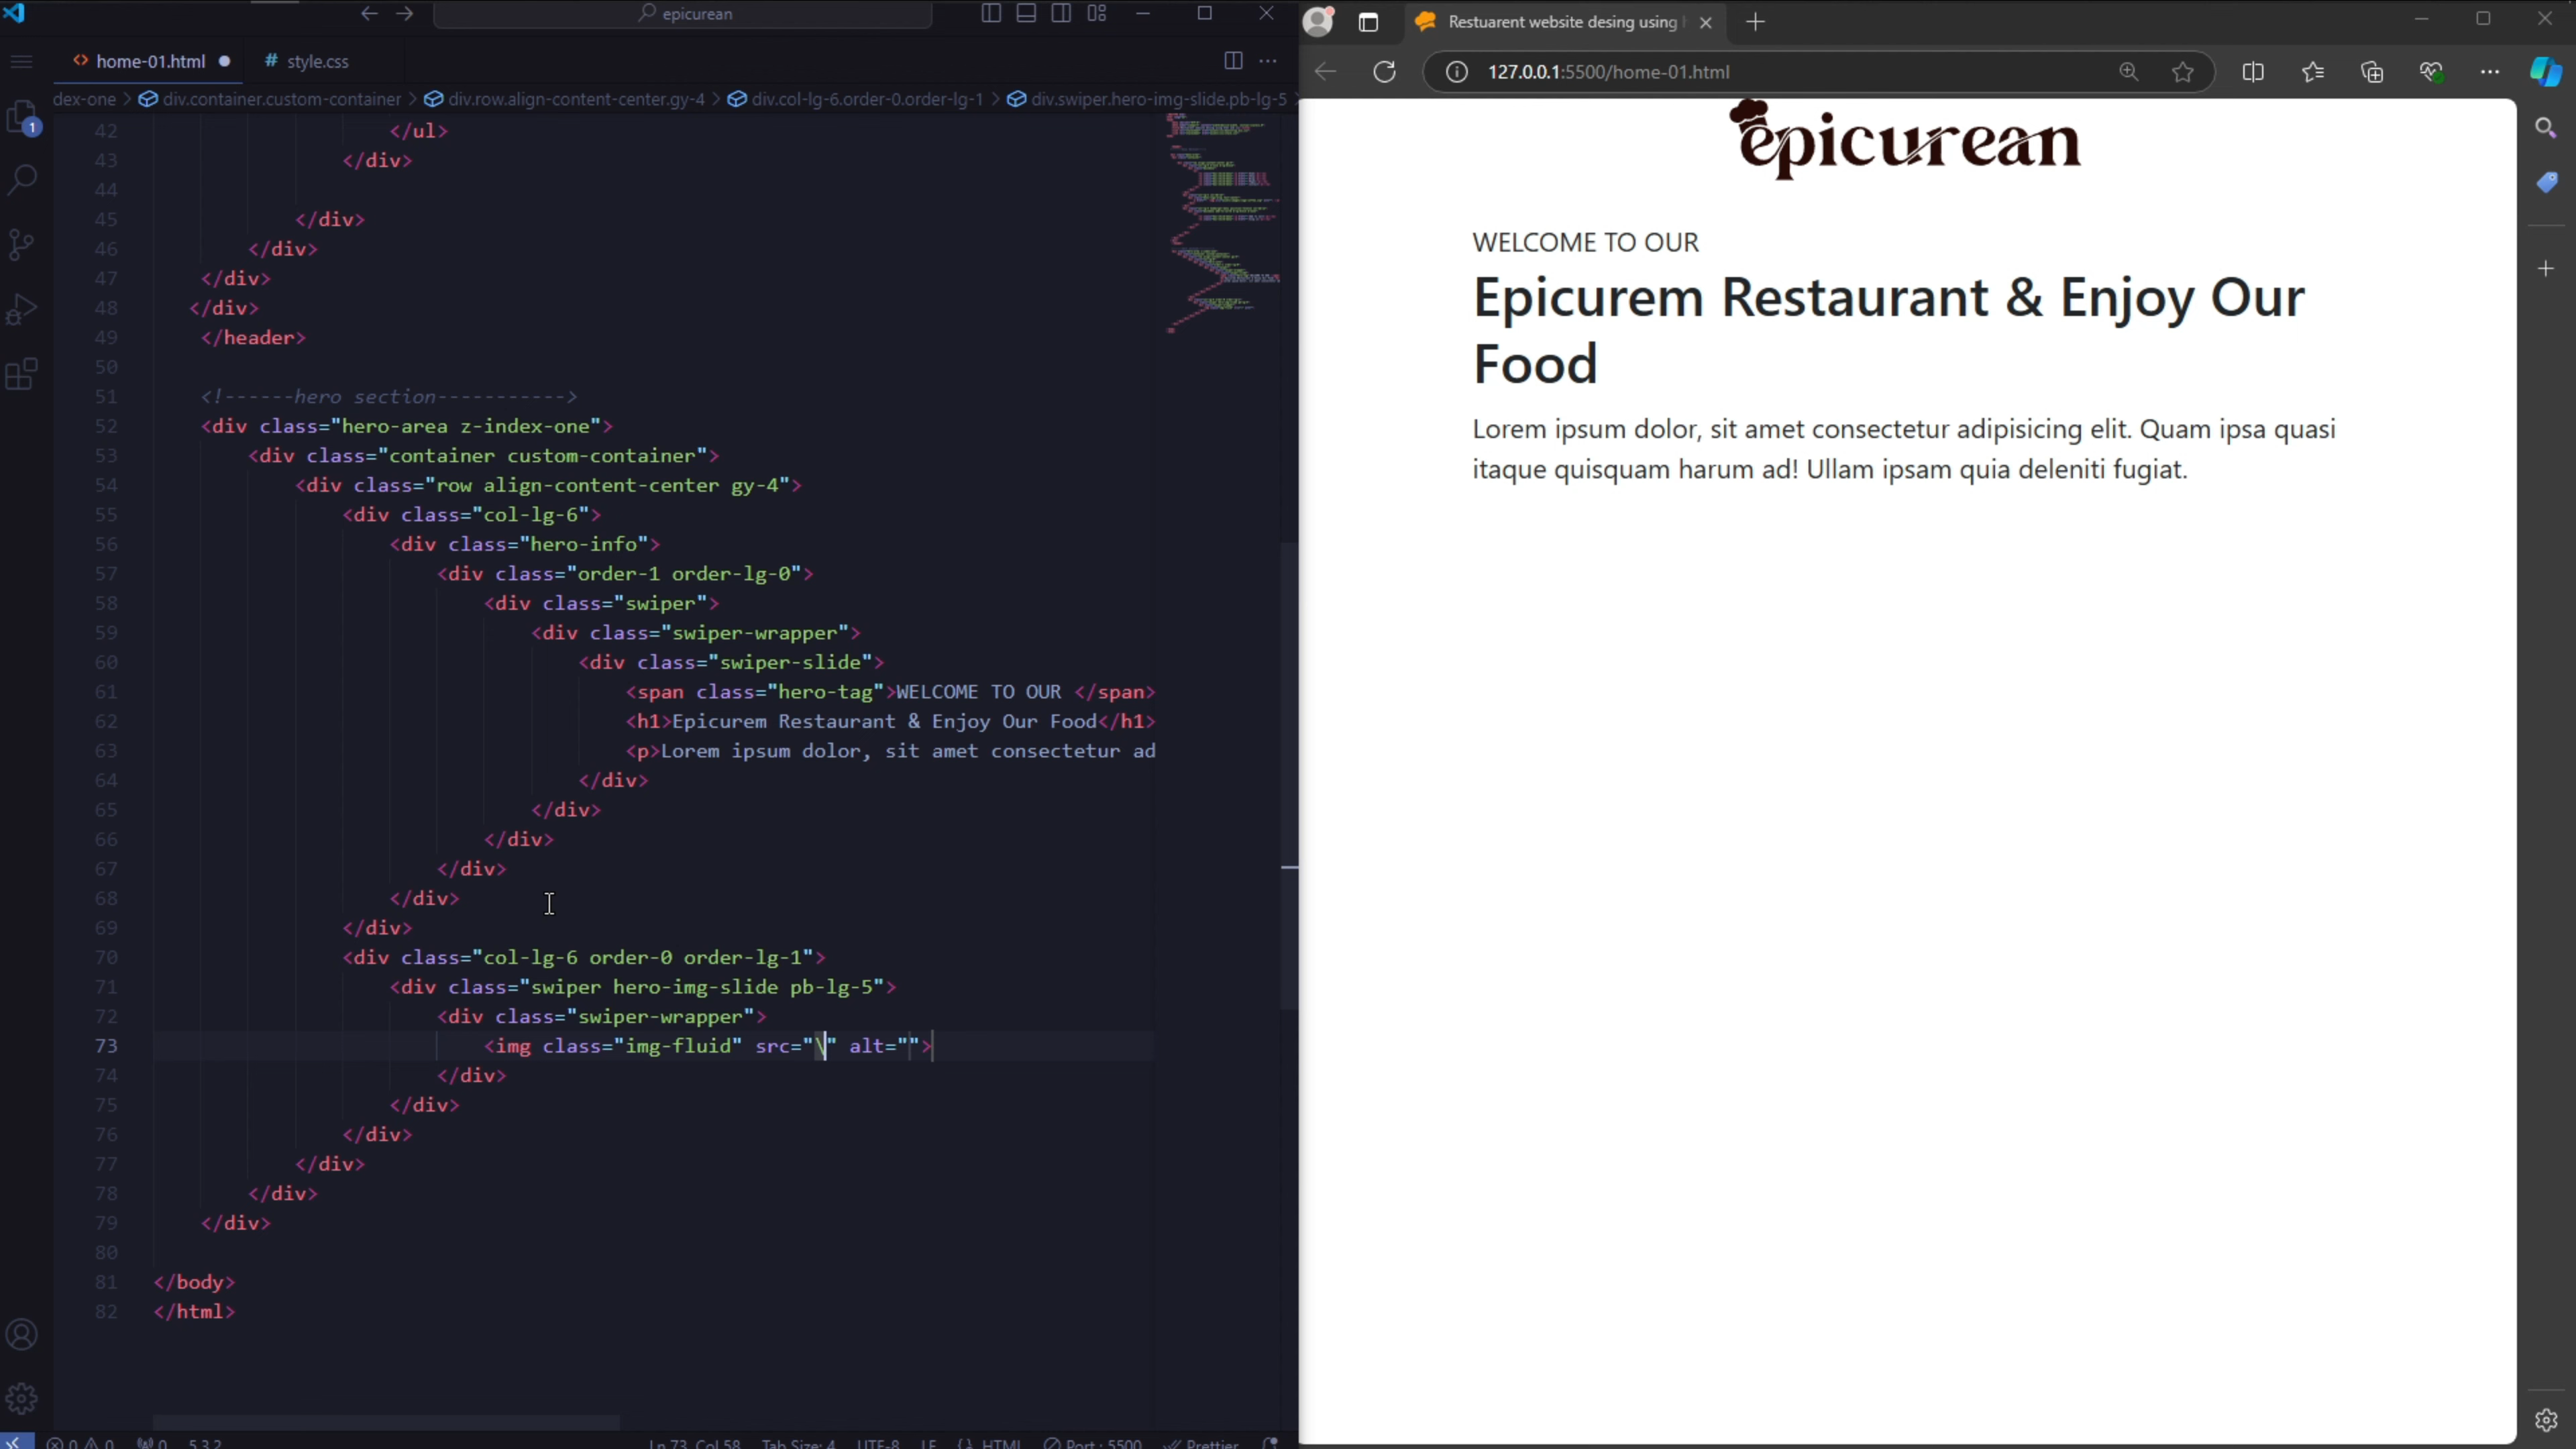 epicurean
home-01.html
# style.css
dex-one > div.container.custom-container > div.row.align-content-center.gy-4 > div.col-lg-6.order-0.order-lg-1 > div.swiper.hero-img-slide.pb-lg-5 >
1
42 </ul>
43 </div>
44
45 </div>
46 </div>
47 </div>
48 </div>
49 </header>
50
51 <!------hero section----------->
52 <div class="hero-area z-index-one">
53 <div class="container custom-container">
54 <div class="row align-content-center gy-4">
55 <div class="col-lg-6">
56 <div class="hero-info">
57 <div class="order-1 order-lg-0">
58 <div class="swiper">
59 <div class="swiper-wrapper">
60 <div class="swiper-slide">
61 <span class="hero-tag">WELCOME TO OUR </span>
62 <h1>Epicurem Restaurant & Enjoy Our Food</h1>
63 <p>Lorem ipsum dolor, sit amet consectetur ad
64 </div>
65 </div>
66 </div>
67 </div>
68 </div>
69 </div>
70 <div class="col-lg-6 order-0 order-lg-1">
71 <div class="swiper hero-img-slide pb-lg-5">
72 <div class="swiper-wrapper">
73 <img class="img-fluid" src="\" alt="">
74 </div>
75 </div>
76 </div>
77 </div>
78 </div>
79 </div>
80
81 </body>
82 </html>
0 0 0 5.3.2 Ln 73, Col 58 Tab Size: 4 UTF-8 LF {} HTML Port : 5500 Prettier
Restuarent website desing using
127.0.0.1:5500/home-01.html
epicurean
WELCOME TO OUR
Epicurem Restaurant & Enjoy Our
Food
Lorem ipsum dolor, sit amet consectetur adipisicing elit. Quam ipsa quasi
itaque quisquam harum ad! Ullam ipsam quia deleniti fugiat.